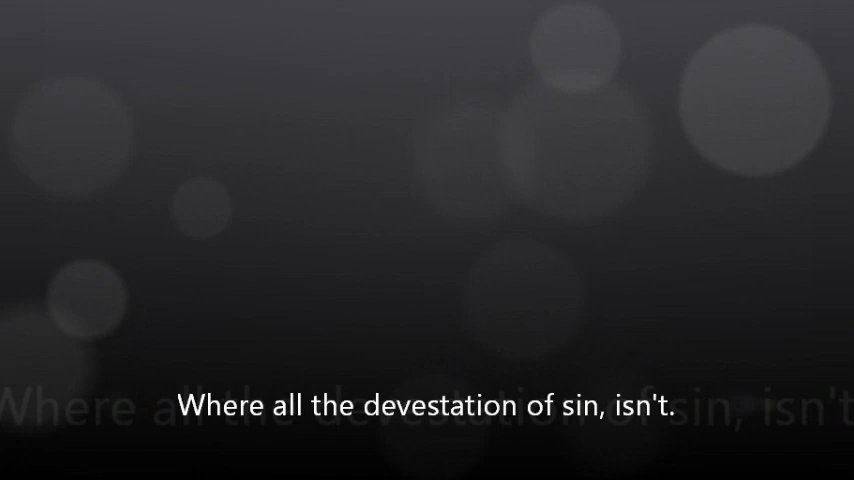 Where all the devestation of sin, isn't.